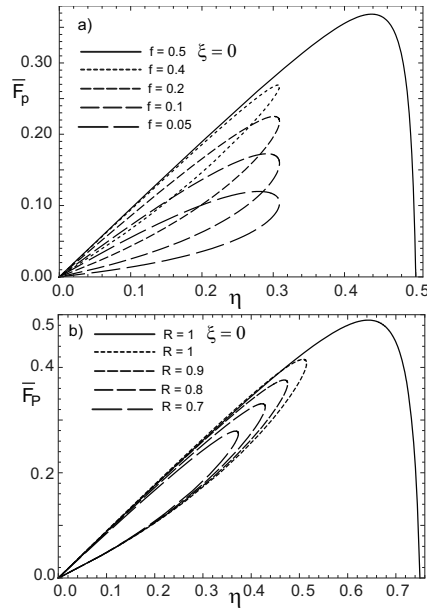 a)
f = 0.5 ξ = 0
f = 0.4
f = 0.2
f = 0.1
f = 0.05
F̅p
0.30
0.20
0.10
0.00
0.0 0.1 0.2 0.3 0.4 0.5
η
b)
R = 1 ξ = 0
R = 1
R = 0.9
R = 0.8
R = 0.7
F̅p
0.5
0.4
0.2
0.0
0.0 0.1 0.2 0.3 0.4 0.5 0.6 0.7
η